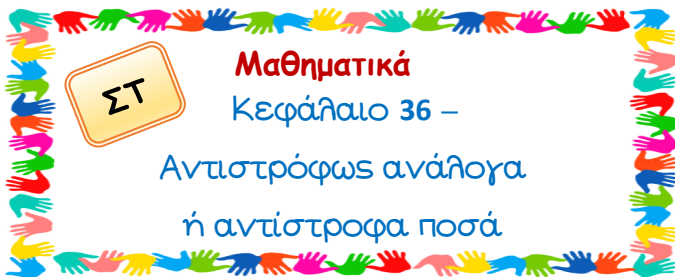 ΣΤ
Μαθηματικά
Κεφάλαιο 36 –
Αντιστρόφως ανάλογα
ή αντίστροφα ποσά